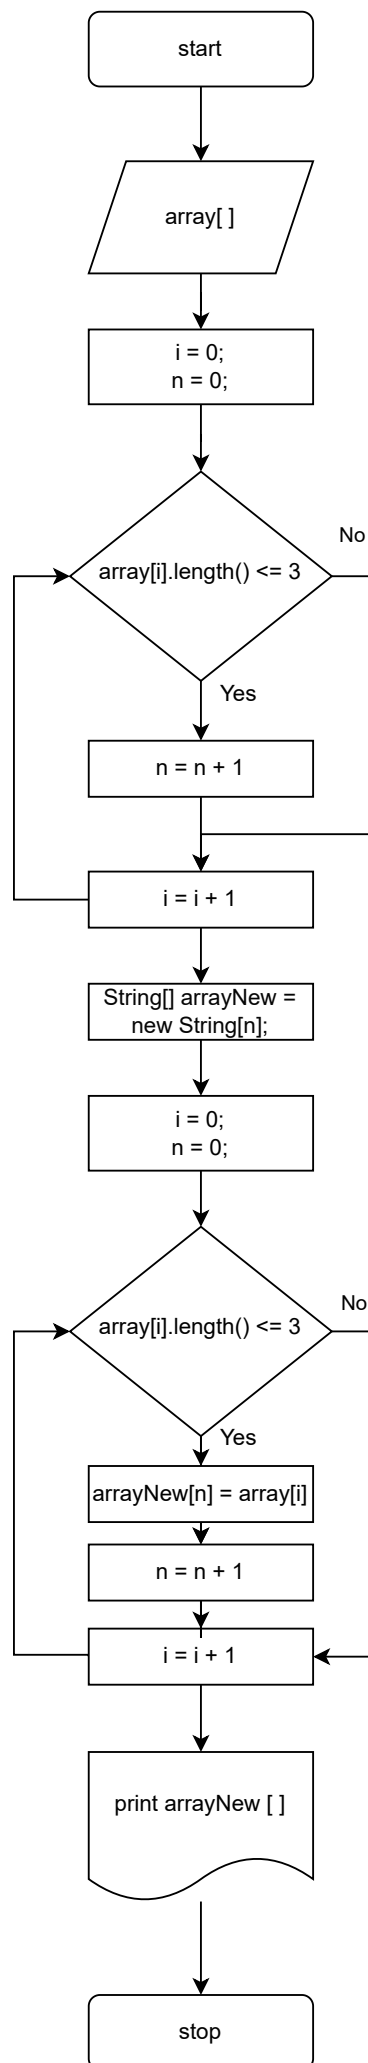 start
array[ ]
i = 0;
n = 0;
array[i].length() <= 3
No
Yes
n = n + 1
i = i + 1
String[] arrayNew =
new String[n];
i = 0;
n = 0;
array[i].length() <= 3
No
Yes
arrayNew[n] = array[i]
n = n + 1
i = i + 1
print arrayNew [ ]
stop